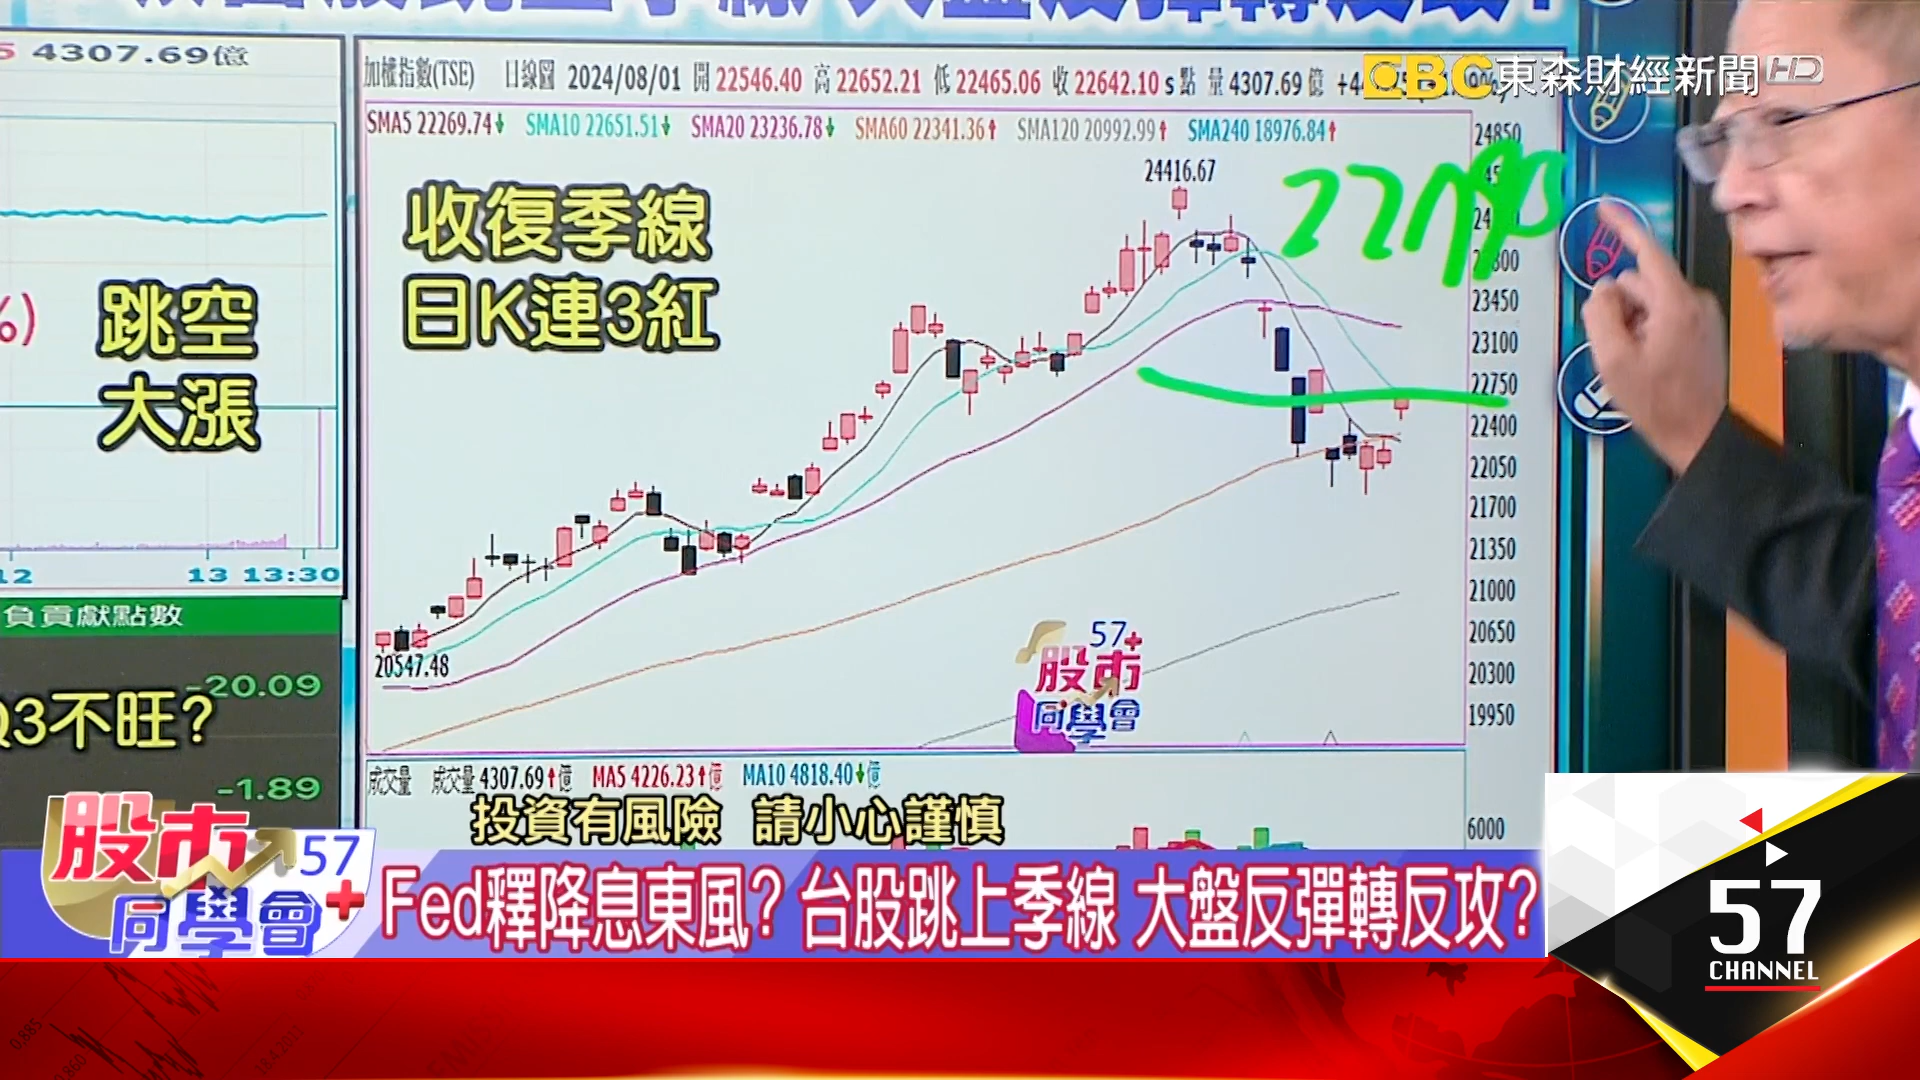 5 4307.69億
加權指數(TSE) 日線圖 2024/08/01 開 22546.40 高 22652.21 低 22465.06 收 22642.10 s 點 量 4307.69 億
EBC 東森財經新聞 HD
SMA5 22269.74↓ SMA10 22651.51↓ SMA20 23236.78↓ SMA60 22341.36↑ SMA120 20992.99↑ SMA240 18976.84↑
24850
24416.67
收復季線
日K連3紅
跳空
大漲
%)
23450
23100
22750
22400
22050
21700
21350
21000
20650
20300
19950
20547.48
12 13 13:30
負貢獻點數
-20.09
Q3不旺?
-1.89
57+
股市
同學會
成交量 成交量 4307.69↑億 MA5 4226.23↑億 MA10 4818.40↓億
6000
投資有風險 請小心謹慎
股市 57
同學會+
Fed釋降息東風? 台股跳上季線 大盤反彈轉反攻?
57
CHANNEL